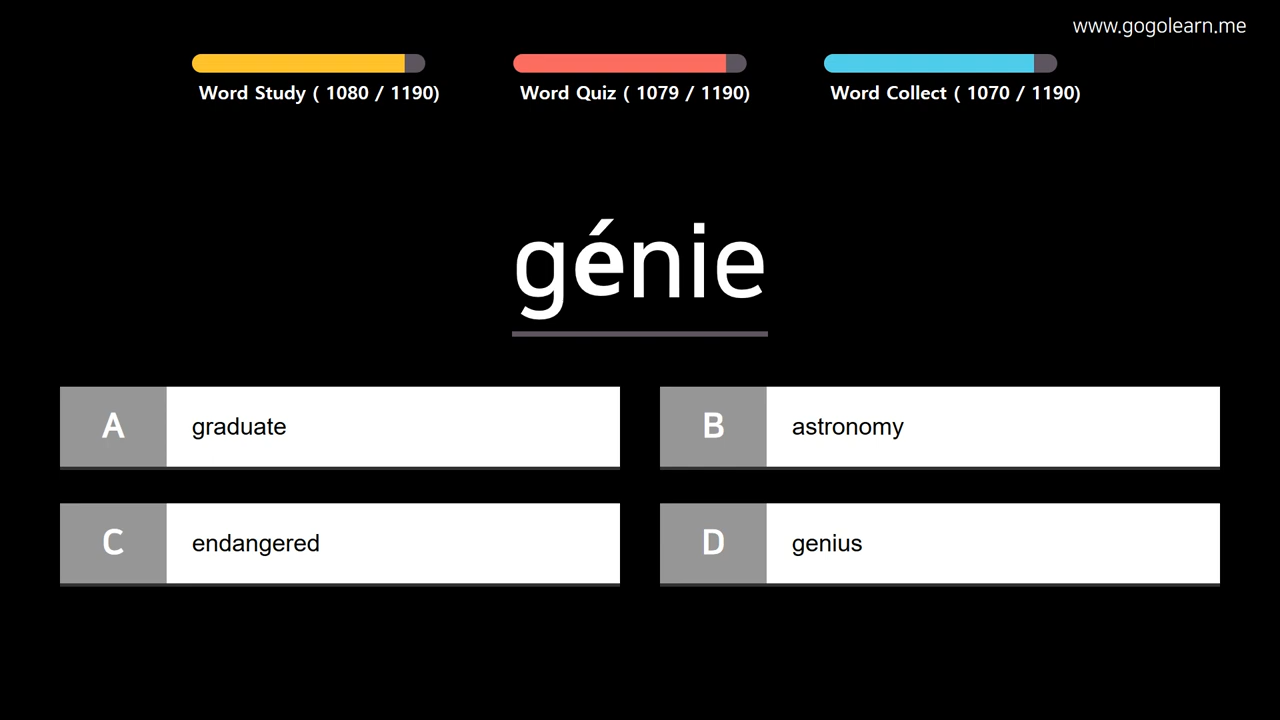 www.gogolearn.me
Word Study ( 1080 / 1190)
Word Quiz ( 1079 / 1190)
Word Collect ( 1070 / 1190)
génie
A graduate
B astronomy
C endangered
D genius